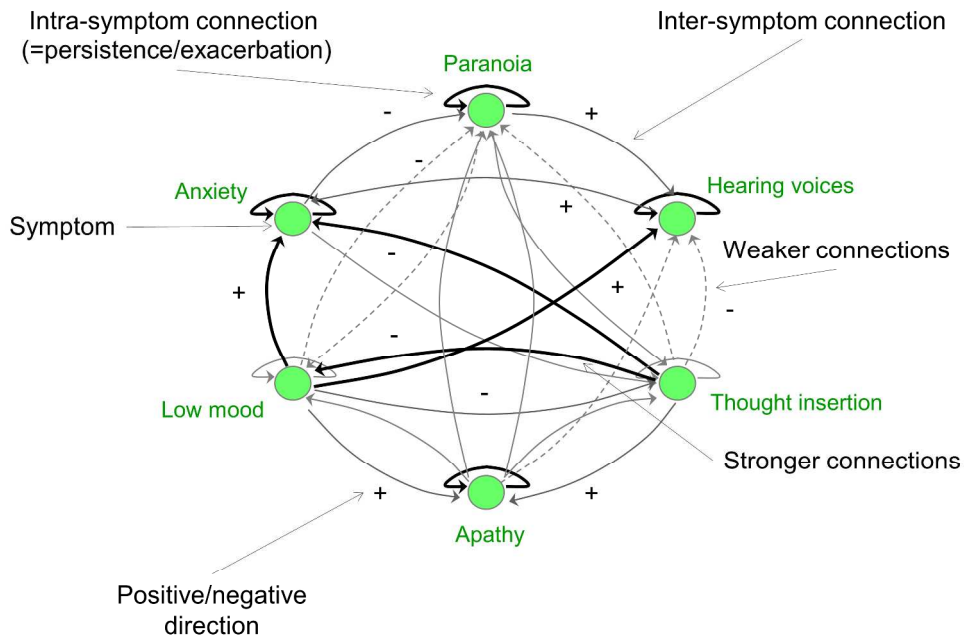 Intra-symptom connection
(=persistence/exacerbation)
Inter-symptom connection
Paranoia
-
+
-
Anxiety
Hearing voices
+
Symptom
-
Weaker connections
+
+
-
-
Low mood
-
Thought insertion
Stronger connections
+
+
Apathy
Positive/negative
direction